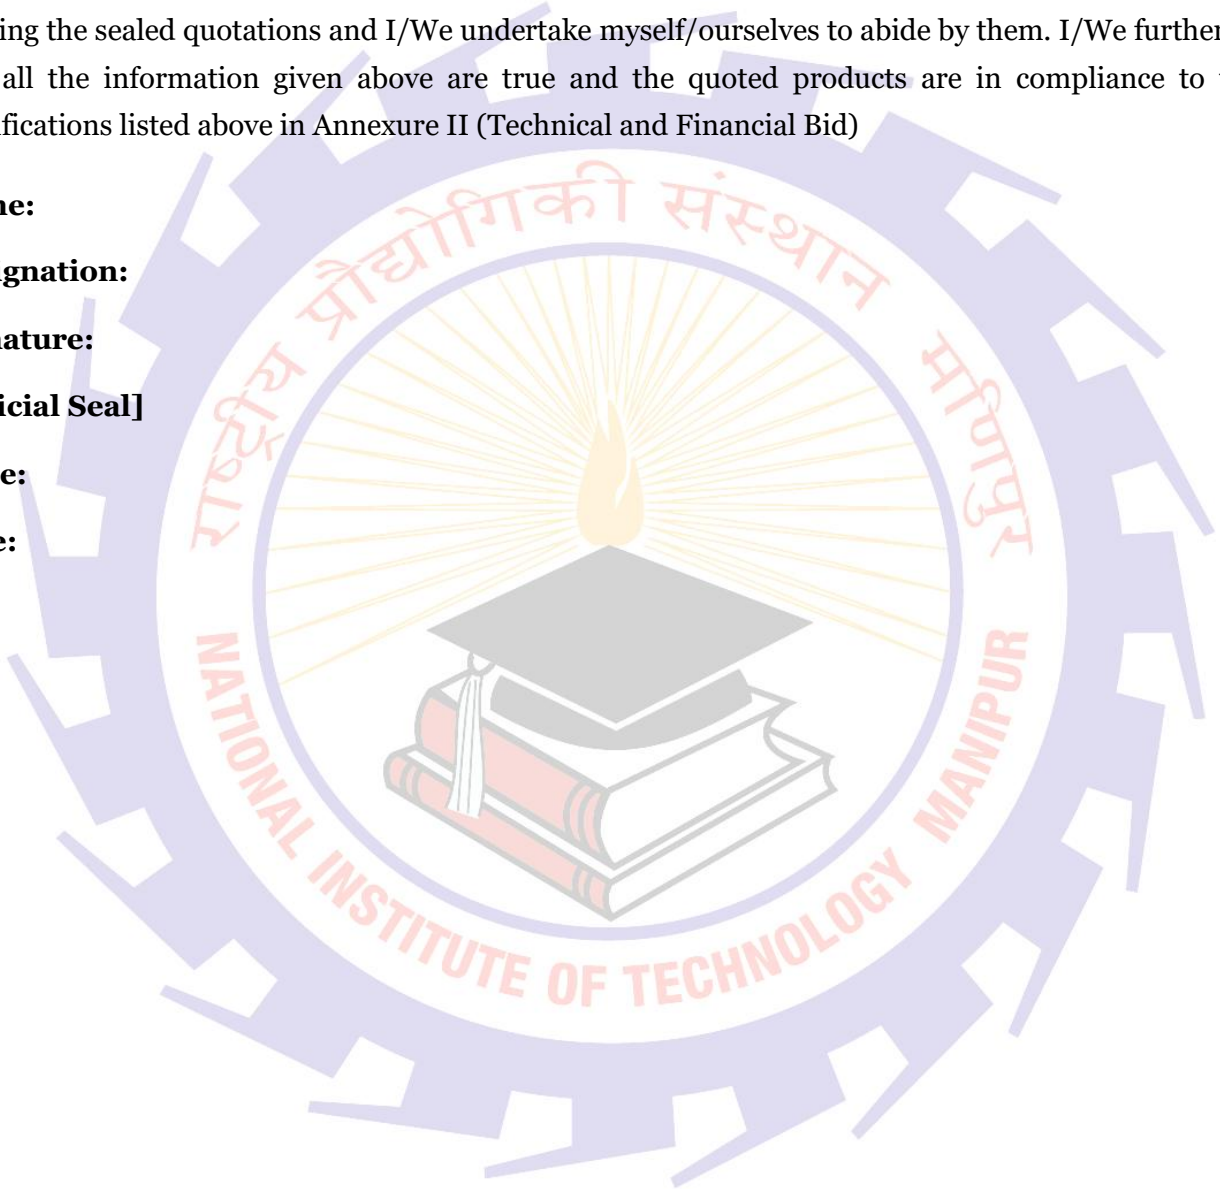 ing the sealed quotations and I/We undertake myself/ourselves to abide by them. I/We further
all the information given above are true and the quoted products are in compliance to
ifications listed above in Annexure II (Technical and Financial Bid)
ne:
ignation:
nature:
icial Seal]
e:
e:
राष्ट्रीय प्रौद्योगिकी संस्थान मणिपुर
NATIONAL INSTITUTE OF TECHNOLOGY MANIPUR